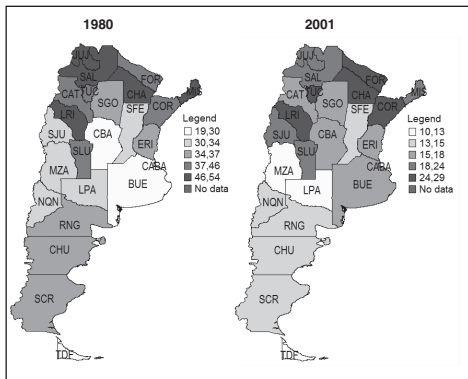 1980
JUJ
SAL
FOR
CAT
TUC
SGO
CHA
MIS
LRI
SFE
COR
SJU
CBA
ERI
SLU
MZA
CABA
BUE
LPA
NQN
RNG
CHU
SCR
TDF
Legend
19,30
30,34
34,37
37,46
46,54
No data
2001
JUJ
SAL
FOR
CAT
TUC
SGO
CHA
MIS
LRI
SFE
COR
SJU
CBA
ERI
SLU
MZA
CABA
BUE
LPA
NQN
RNG
CHU
SCR
TDF
Legend
10,13
13,15
15,18
18,24
24,29
No data